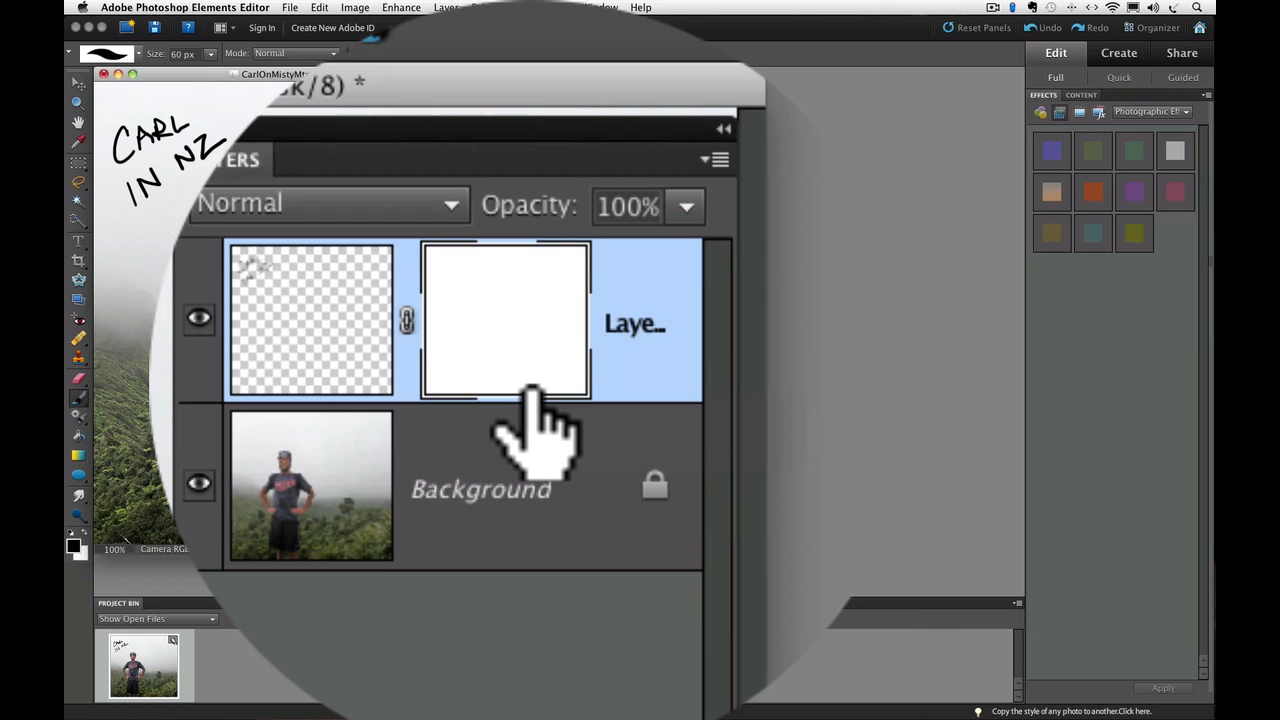 Adobe Photoshop Elements Editor File Edit Image Enhance Help
Sign In Create New Adobe ID Reset Panels Undo Redo Organizer
Size: 60 px Mode: Normal
Edit Create Share
Full Quick Guided
EFFECTS CONTENT
Photographic Ef
CarlOnMistyMt
sk/8) *
CARL
IN NZ
ERS
Normal Opacity: 100%
Laye...
Background
100% Camera RGB
PROJECT BIN
Show Open Files
Apply
Copy the style of any photo to another.Click here.